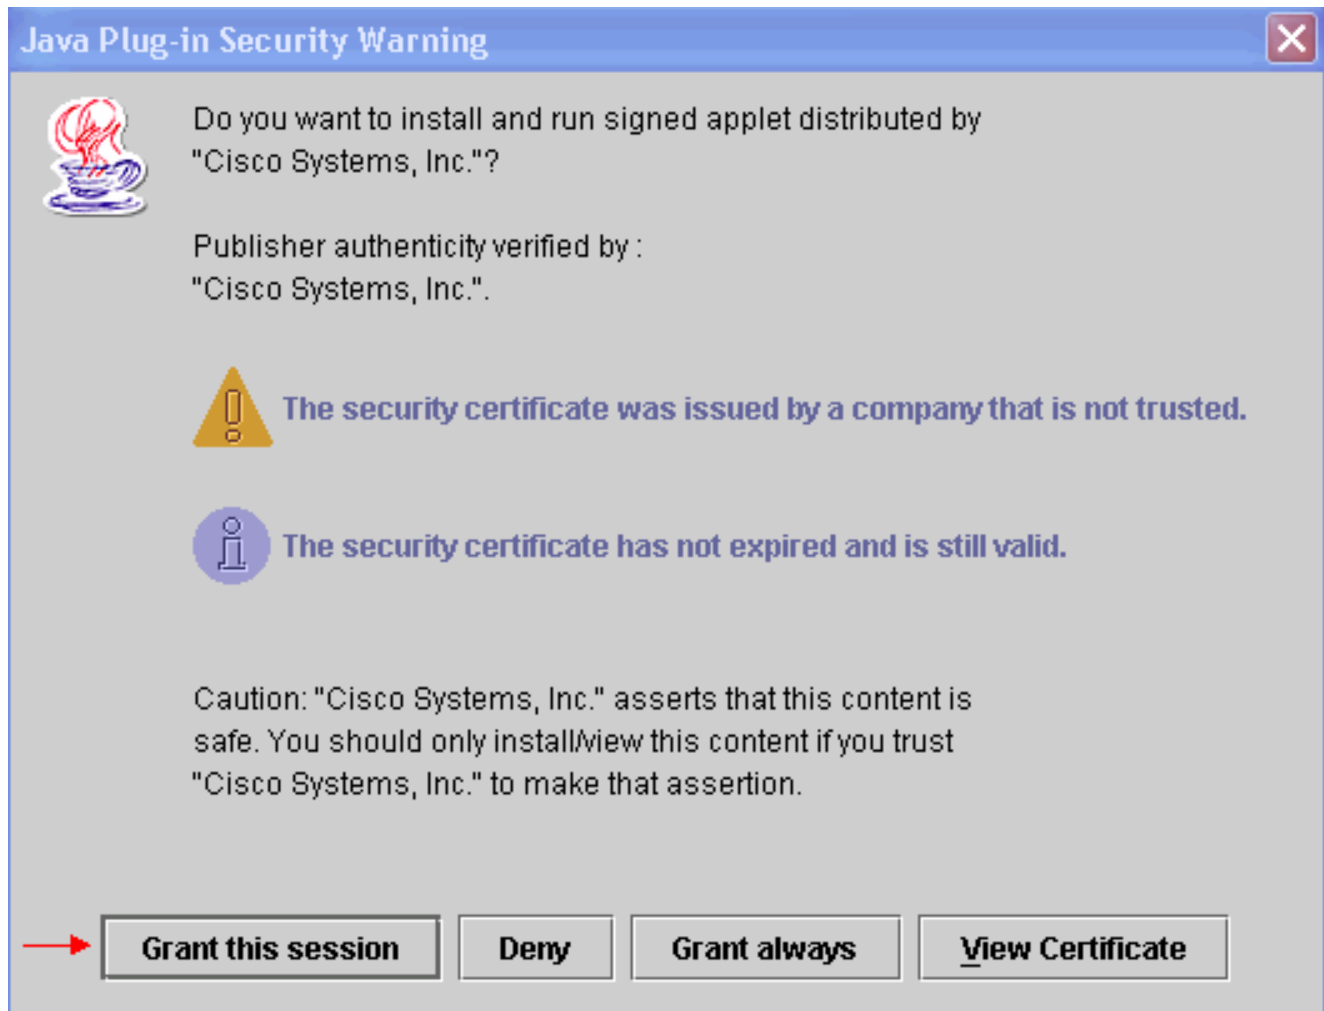 Java Plug-in Security Warning
Do you want to install and run signed applet distributed by
"Cisco Systems, Inc."?
Publisher authenticity verified by :
"Cisco Systems, Inc.".
The security certificate was issued by a company that is not trusted.
The security certificate has not expired and is still valid.
Caution: "Cisco Systems, Inc." asserts that this content is
safe. You should only install/view this content if you trust
"Cisco Systems, Inc." to make that assertion.
Grant this session
Deny
Grant always
View Certificate